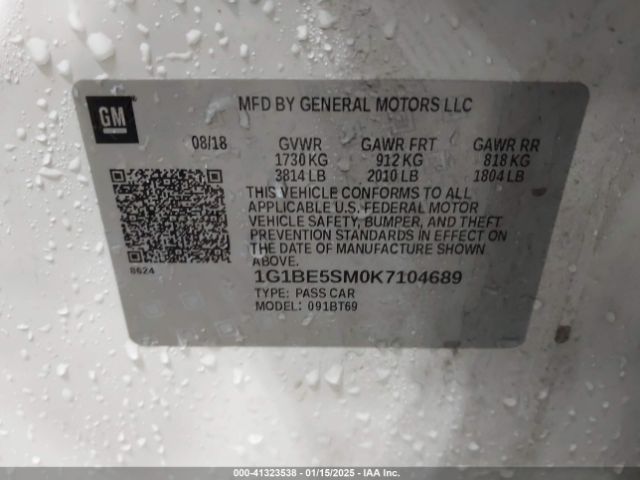 GM
MFD BY GENERAL MOTORS LLC
08/18 GVWR GAWR FRT GAWR RR
1730 KG 912 KG 818 KG
3814 LB 2010 LB 1804 LB
THIS VEHICLE CONFORMS TO ALL
APPLICABLE U.S. FEDERAL MOTOR
VEHICLE SAFETY, BUMPER, AND THEFT
PREVENTION STANDARDS IN EFFECT ON
THE DATE OF MANUFACTURE SHOWN
ABOVE.
8624
1G1BE5SM0K7104689
TYPE: PASS CAR
MODEL: 091BT69
000-41323538 - 01/15/2025 - IAA Inc.